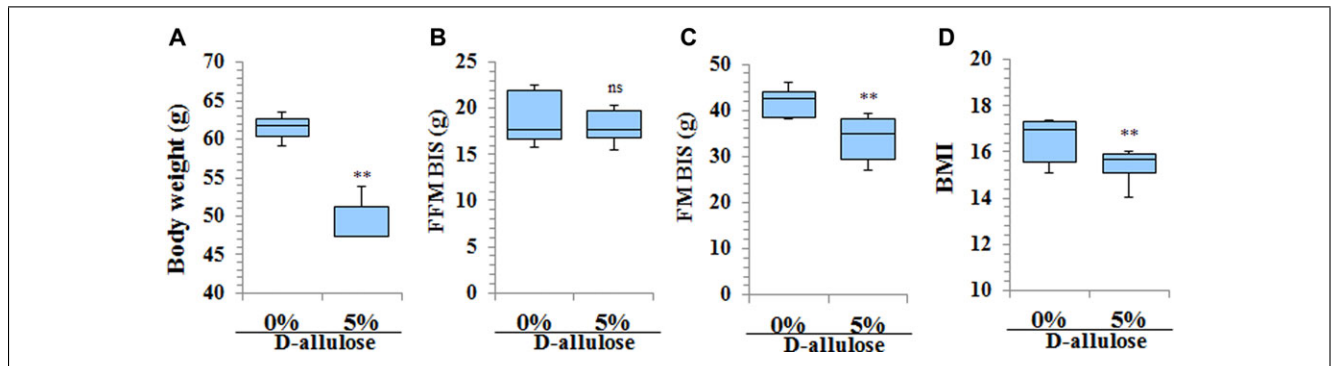 A
Body weight (g)
70
65
60
55
50
45
40
**
0% 5%
D-allulose
B
FFM BIS (g)
25
20
15
10
5
0
ns
0% 5%
D-allulose
C
FM BIS (g)
50
40
30
20
10
0
**
0% 5%
D-allulose
D
BMI
20
18
16
14
12
10
**
0% 5%
D-allulose